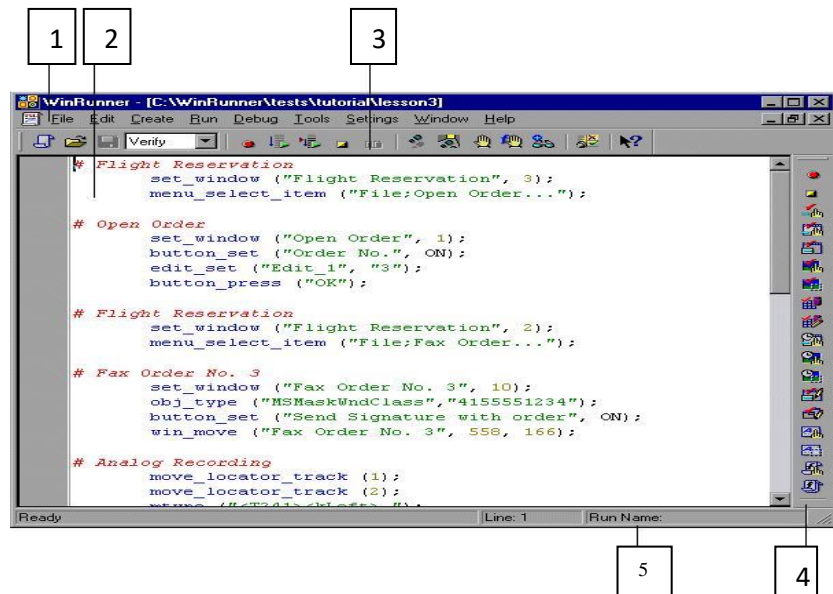 1 2 3
WinRunner - [C:\WinRunner\tests\tutorial\lesson3]
File Edit Create Run Debug Tools Settings Window Help
Verify
# Flight Reservation
set_window ("Flight Reservation", 3);
menu_select_item ("File;Open Order...");
# Open Order
set_window ("Open Order", 1);
button_set ("Order No.", ON);
edit_set ("Edit_1", "3");
button_press ("OK");
# Flight Reservation
set_window ("Flight Reservation", 2);
menu_select_item ("File;Fax Order...");
# Fax Order No. 3
set_window ("Fax Order No. 3", 10);
obj_type ("MSMaskWndClass","4155551234");
button_set ("Send Signature with order", ON);
win_move ("Fax Order No. 3", 558, 166);
# Analog Recording
move_locator_track (1);
move_locator_track (2);
Ready Line: 1 Run Name:
5 4